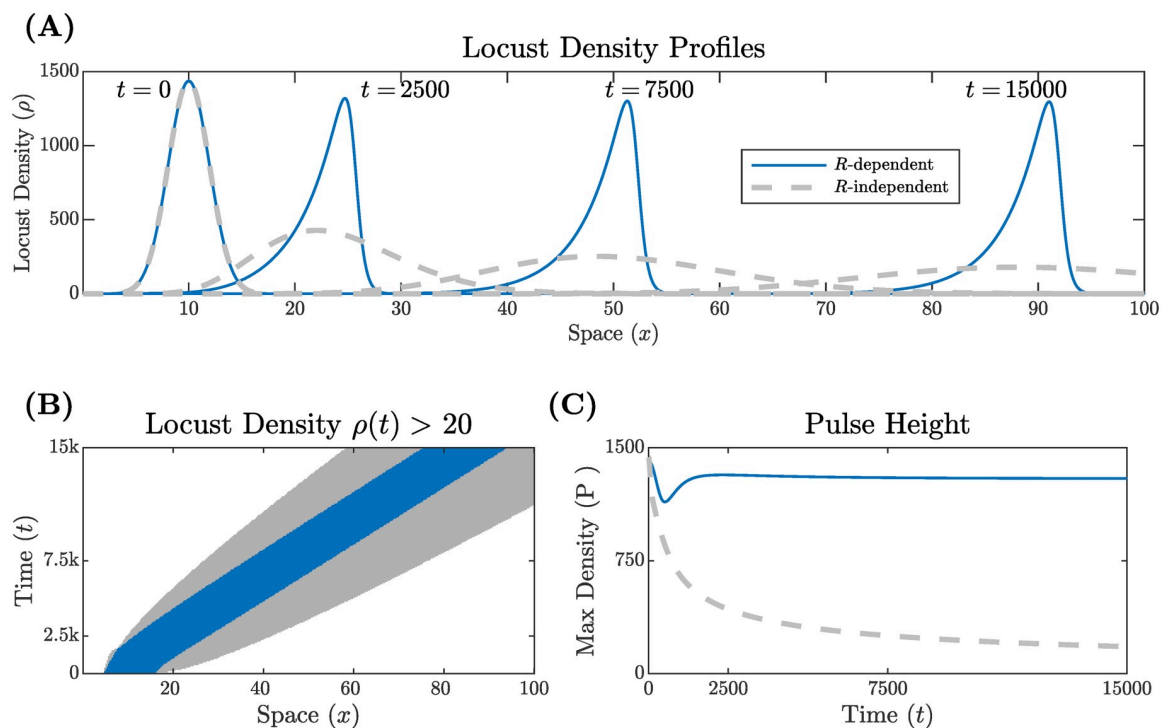 (A)
Locust Density Profiles
Locust Density (ρ)
1500
1000
500
0
t = 0
t = 2500
t = 7500
t = 15000
R-dependent
R-independent
10 20 30 40 50 60 70 80 90 100
Space (x)
(B)
Locust Density ρ(t) > 20
Time (t)
15k
7.5k
2.5k
0
20 40 60 80 100
Space (x)
(C)
Pulse Height
Max Density (P )
1500
750
0
0 2500 7500 15000
Time (t)